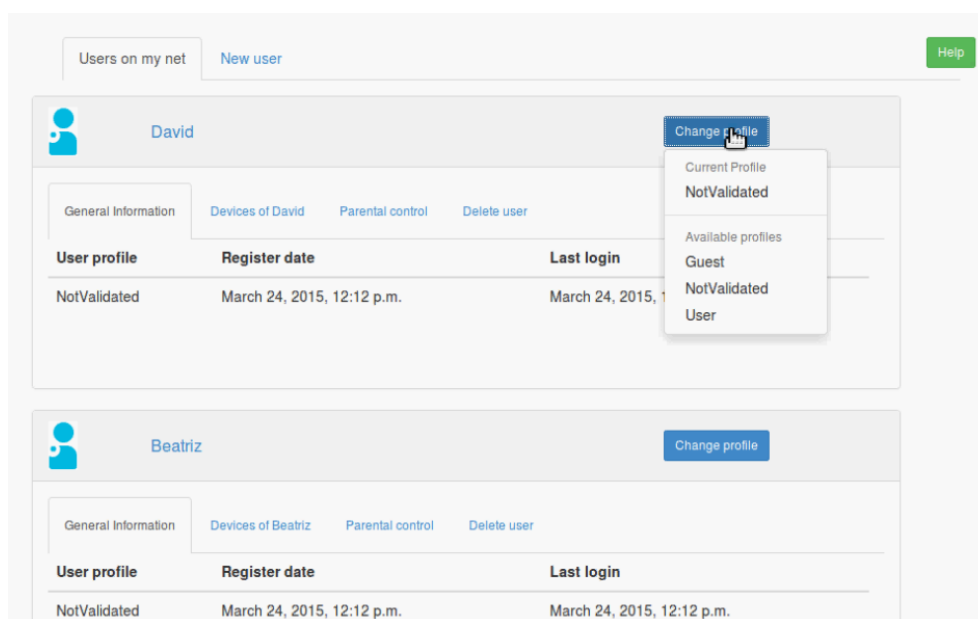 Users on my net New user Help
David Change profile
Current Profile
NotValidated
Available profiles
Guest
NotValidated
User
General Information Devices of David Parental control Delete user
User profile Register date Last login
NotValidated March 24, 2015, 12:12 p.m. March 24, 2015,
Beatriz Change profile
General Information Devices of Beatriz Parental control Delete user
User profile Register date Last login
NotValidated March 24, 2015, 12:12 p.m. March 24, 2015, 12:12 p.m.